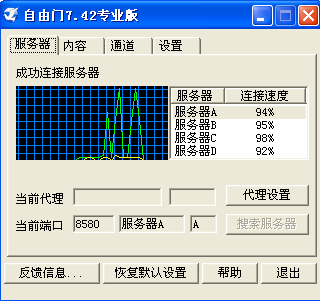 自由门7.42专业版
服务器 内容 通道 设置
成功连接服务器
服务器 连接速度
服务器A 94%
服务器B 95%
服务器C 98%
服务器D 92%
当前代理 代理设置
当前端口 8580 服务器A A 搜索服务器
反馈信息... 恢复默认设置 帮助 退出